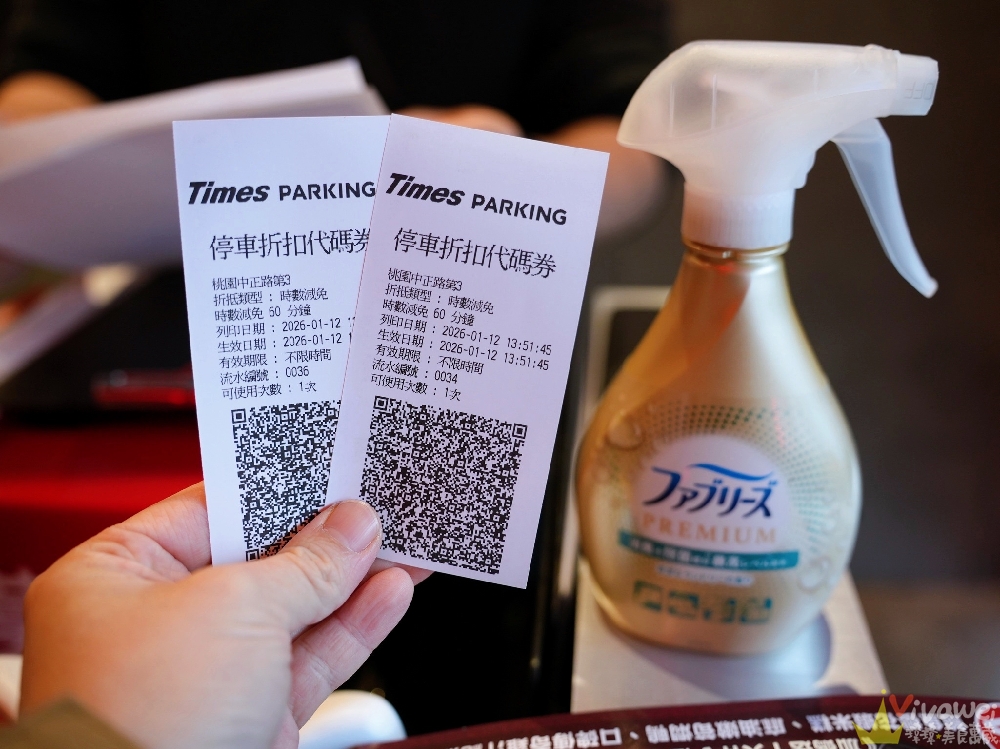 Times PARKING
停車折扣代碼
桃園中正路第3
折抵類型 : 時數減免
時數減免 60 分鐘
列印日期 : 2026-01-12
生效日期 : 2026-01-12
有效期限 : 不限時間
流水編號 : 0036
可使用次數 : 1次
Times PARKING
停車折扣代碼券
桃園中正路第3
折抵類型 : 時數減免
時數減免 60 分鐘
列印日期 : 2026-01-12 13:51:45
生效日期 : 2026-01-12 13:51:45
有效期限 : 不限時間
流水編號 : 0034
可使用次數 : 1次
ファブリーズ
PREMIUM